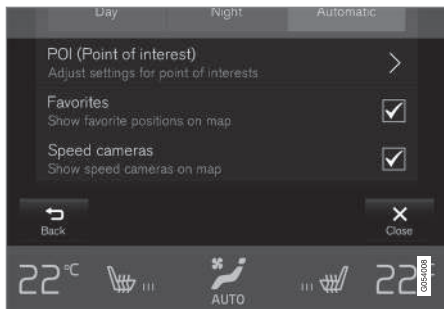 Day Night Automatic
POI (Point of interest)
Adjust settings for point of interests
Favorites
Show favorite positions on map
Speed cameras
Show speed cameras on map
Back Close
22°C AUTO 22
G054008